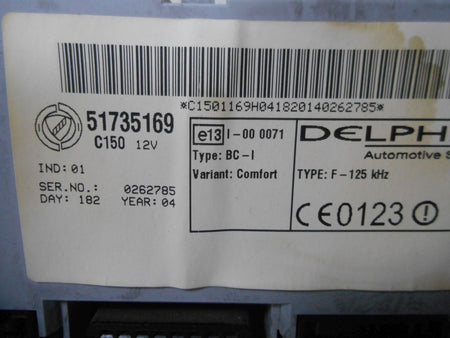 *C1501169H041820140262785*
51735169
C150 12V
IND: 01
SER.NO.: 0262785
DAY: 182 YEAR: 04
e13 I-00 0071
Type: BC-I
Variant: Comfort
DELPH
Automotive S
TYPE: F-125 kHz
CE0123